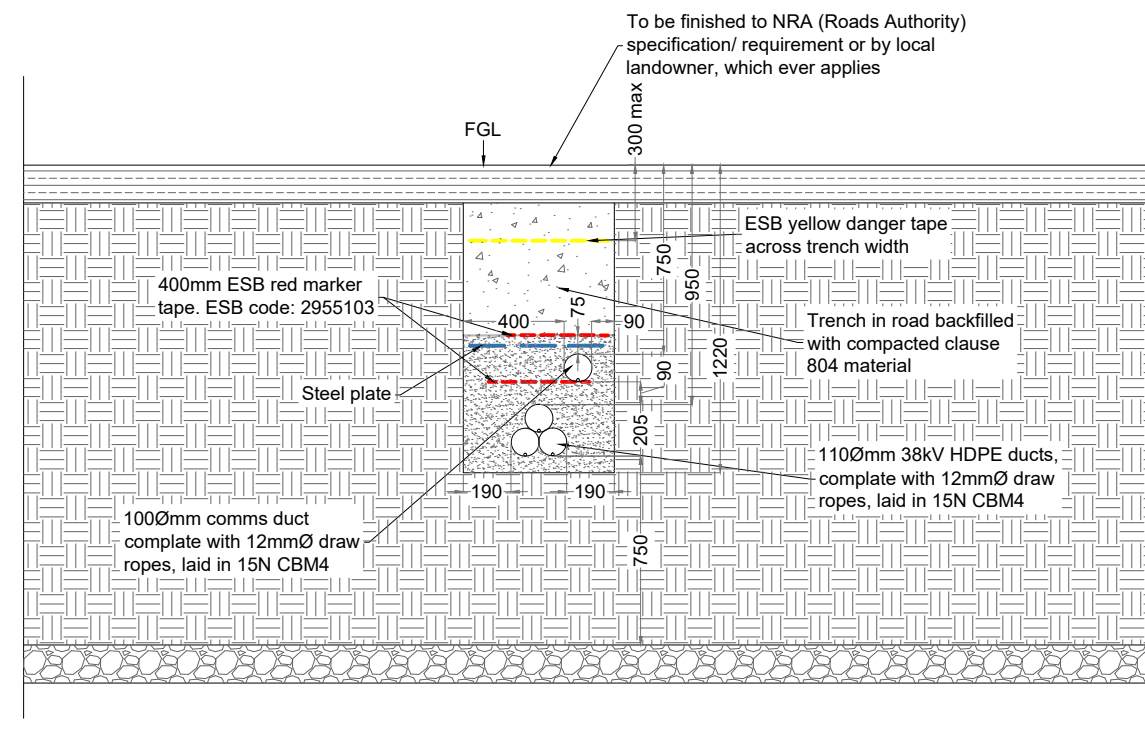 To be finished to NRA (Roads Authority)
specification/ requirement or by local
landowner, which ever applies
FGL
300 max
ESB yellow danger tape
across trench width
750
950
400mm ESB red marker
tape. ESB code: 2955103
75
400
90
Trench in road backfilled
with compacted clause
804 material
1220
90
Steel plate
205
110Ømm 38kV HDPE ducts,
complate with 12mmØ draw
ropes, laid in 15N CBM4
190
190
100Ømm comms duct
complate with 12mmØ draw
ropes, laid in 15N CBM4
750